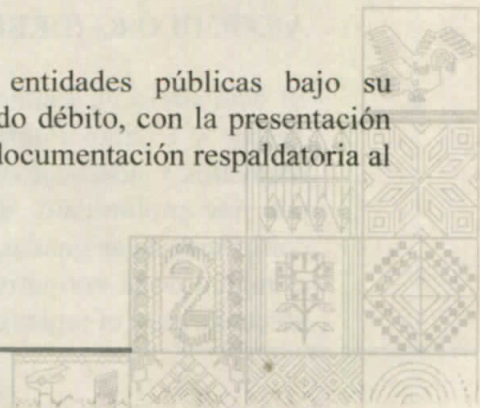 entidades públicas bajo su
do débito, con la presentación
documentación respaldatoria al